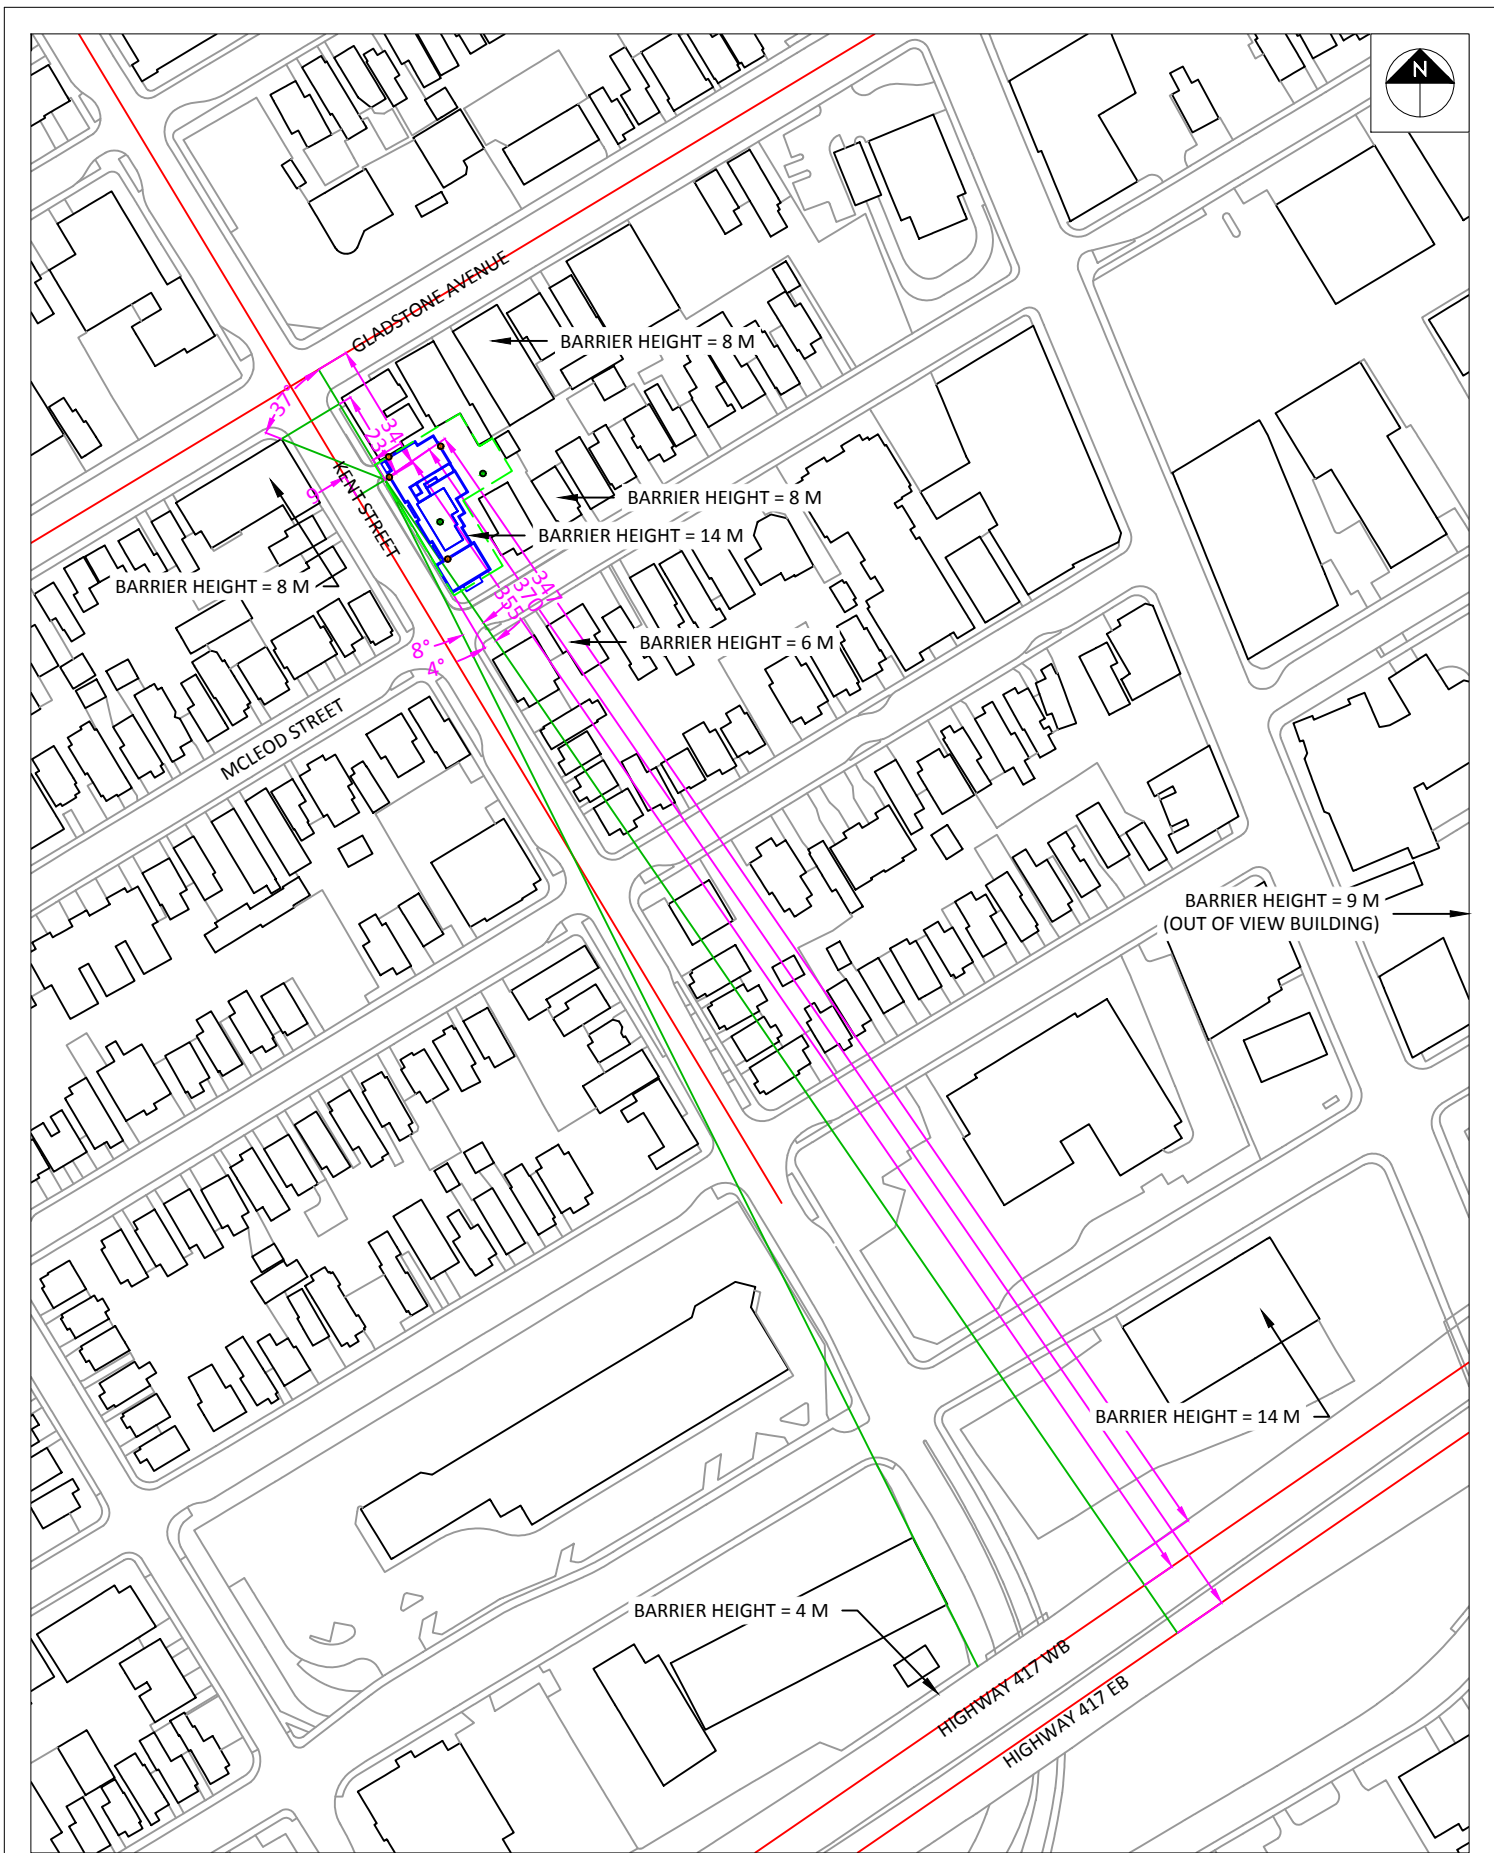 N
GLADSTONE AVENUE
BARRIER HEIGHT = 8 M
37°
34
23
9
KENT STREET
BARRIER HEIGHT = 8 M
BARRIER HEIGHT = 14 M
BARRIER HEIGHT = 8 M
347
370
355
8°
4°
BARRIER HEIGHT = 6 M
MCLEOD STREET
BARRIER HEIGHT = 9 M
(OUT OF VIEW BUILDING)
BARRIER HEIGHT = 14 M
BARRIER HEIGHT = 4 M
HIGHWAY 417 WB
HIGHWAY 417 EB